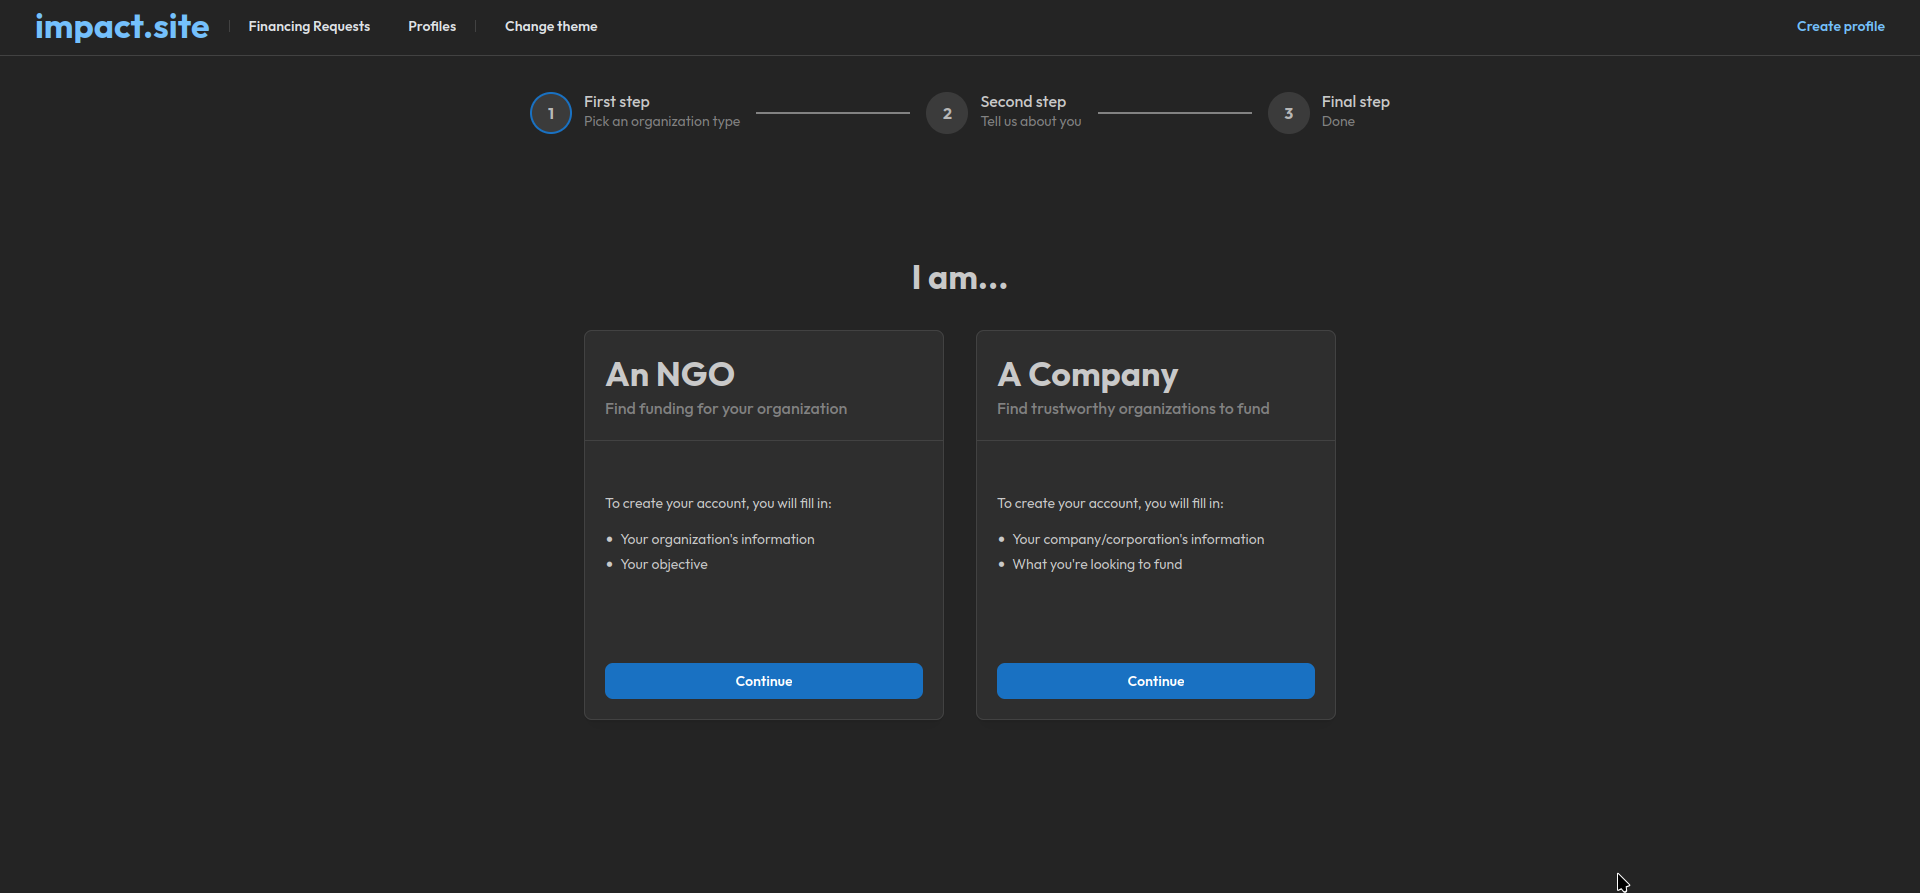 impact.site
Financing Requests
Profiles
Change theme
Create profile
1
First step
Pick an organization type
2
Second step
Tell us about you
3
Final step
Done
I am...
An NGO
Find funding for your organization
To create your account, you will fill in:
Your organization's information
Your objective
Continue
A Company
Find trustworthy organizations to fund
To create your account, you will fill in:
Your company/corporation's information
What you're looking to fund
Continue